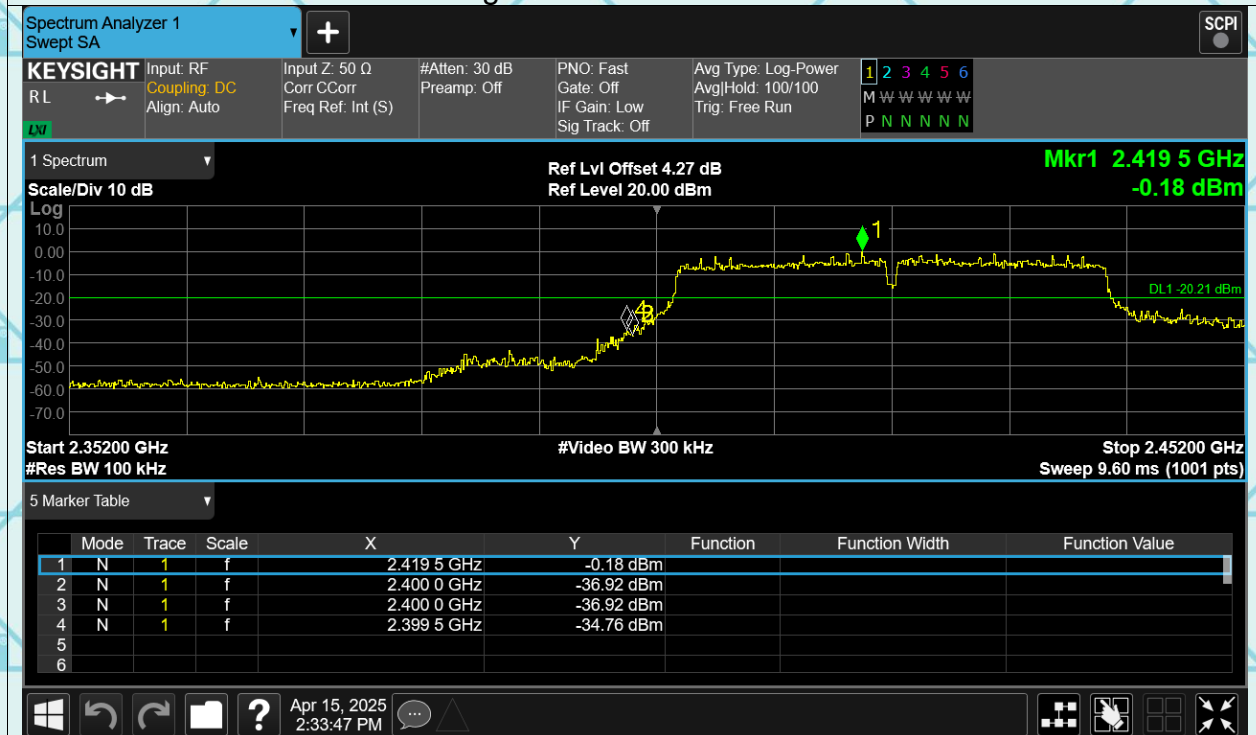 Spectrum Analyzer 1
Swept SA
+
SCPI
KEYSIGHT
RL
LXI
Input: RF
Coupling: DC
Align: Auto
Input Z: 50 Ω
Corr CCorr
Freq Ref: Int (S)
#Atten: 30 dB
Preamp: Off
PNO: Fast
Gate: Off
IF Gain: Low
Sig Track: Off
Avg Type: Log-Power
Avg|Hold: 100/100
Trig: Free Run
1 2 3 4 5 6
M W W W W W
P N N N N N
1 Spectrum
Scale/Div 10 dB
Ref Lvl Offset 4.27 dB
Ref Level 20.00 dBm
Mkr1 2.419 5 GHz
-0.18 dBm
Log
10.0
0.00
-10.0
-20.0
-30.0
-40.0
-50.0
-60.0
-70.0
1
DL1 -20.21 dBm
Start 2.35200 GHz
#Res BW 100 kHz
#Video BW 300 kHz
Stop 2.45200 GHz
Sweep 9.60 ms (1001 pts)
5 Marker Table
Mode Trace Scale X Y Function Function Width Function Value
1 N 1 f 2.419 5 GHz -0.18 dBm
2 N 1 f 2.400 0 GHz -36.92 dBm
3 N 1 f 2.400 0 GHz -36.92 dBm
4 N 1 f 2.399 5 GHz -34.76 dBm
5
6
?
Apr 15, 2025
2:33:47 PM